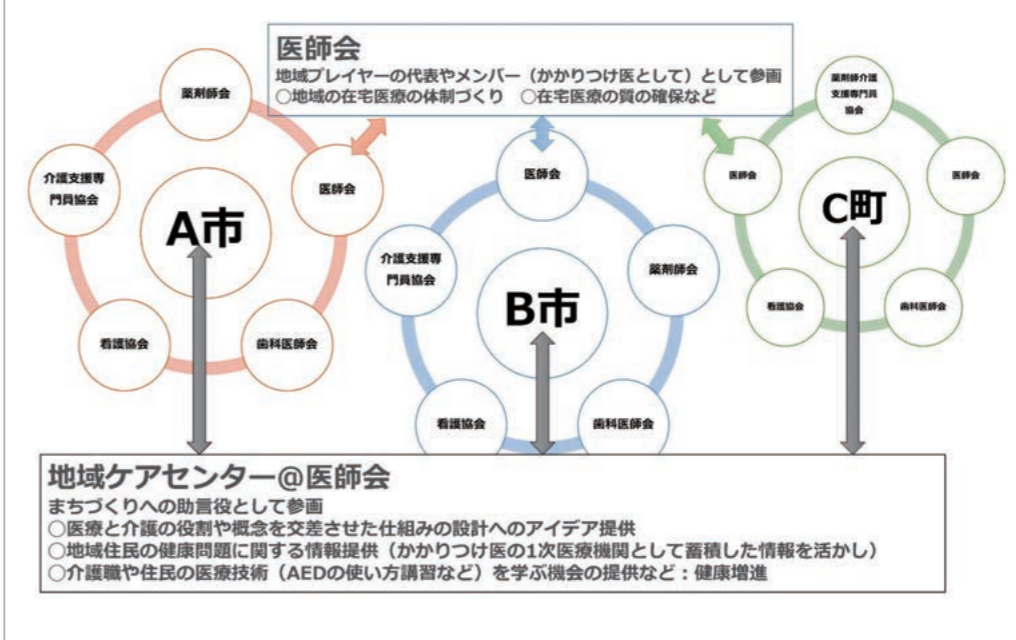 医師会
地域プレイヤーの代表やメンバー（かかりつけ医として）として参画
○地域の在宅医療の体制づくり ○在宅医療の質の確保など
薬剤師会
介護支援専
門員協会
医師会
A市
看護協会
歯科医師会
医師会
介護支援専
門員協会
薬剤師会
B市
看護協会
歯科医師会
薬剤師介護
支援専門員
協会
医師会
医師会
C町
看護協会
歯科医師会
地域ケアセンター@医師会
まちづくりへの助言役として参画
○医療と介護の役割や概念を交差させた仕組みの設計へのアイデア提供
○地域住民の健康問題に関する情報提供（かかりつけ医の1次医療機関として蓄積した情報を活かし）
○介護職や住民の医療技術（AEDの使い方講習など）を学ぶ機会の提供など：健康増進